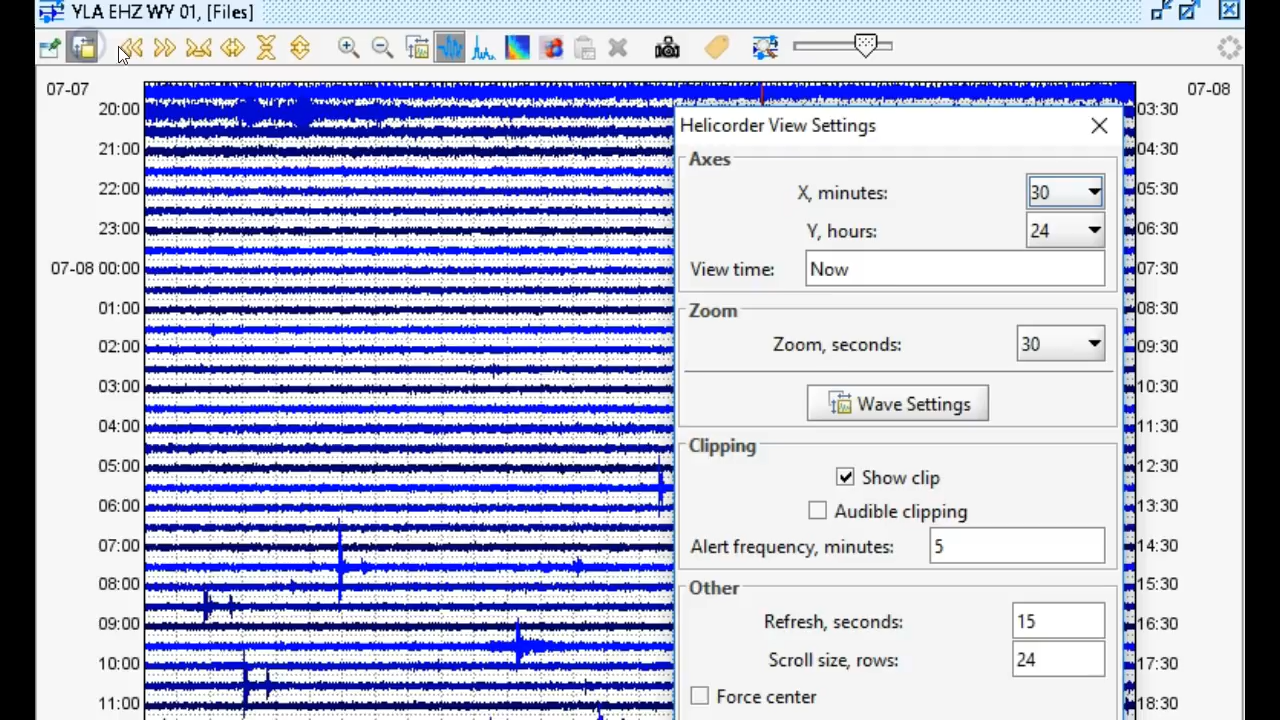 YLA EHZ WY 01, [Files]
07-07
07-08
20:00
03:30
Helicorder View Settings
Axes
21:00
04:30
X, minutes:
30
22:00
05:30
Y, hours:
24
23:00
06:30
View time:
Now
07-08 00:00
07:30
Zoom
01:00
08:30
Zoom, seconds:
30
02:00
09:30
03:00
10:30
Wave Settings
04:00
11:30
Clipping
05:00
12:30
Show clip
06:00
13:30
Audible clipping
07:00
14:30
Alert frequency, minutes:
5
08:00
15:30
Other
09:00
16:30
Refresh, seconds:
15
10:00
17:30
Scroll size, rows:
24
11:00
18:30
Force center